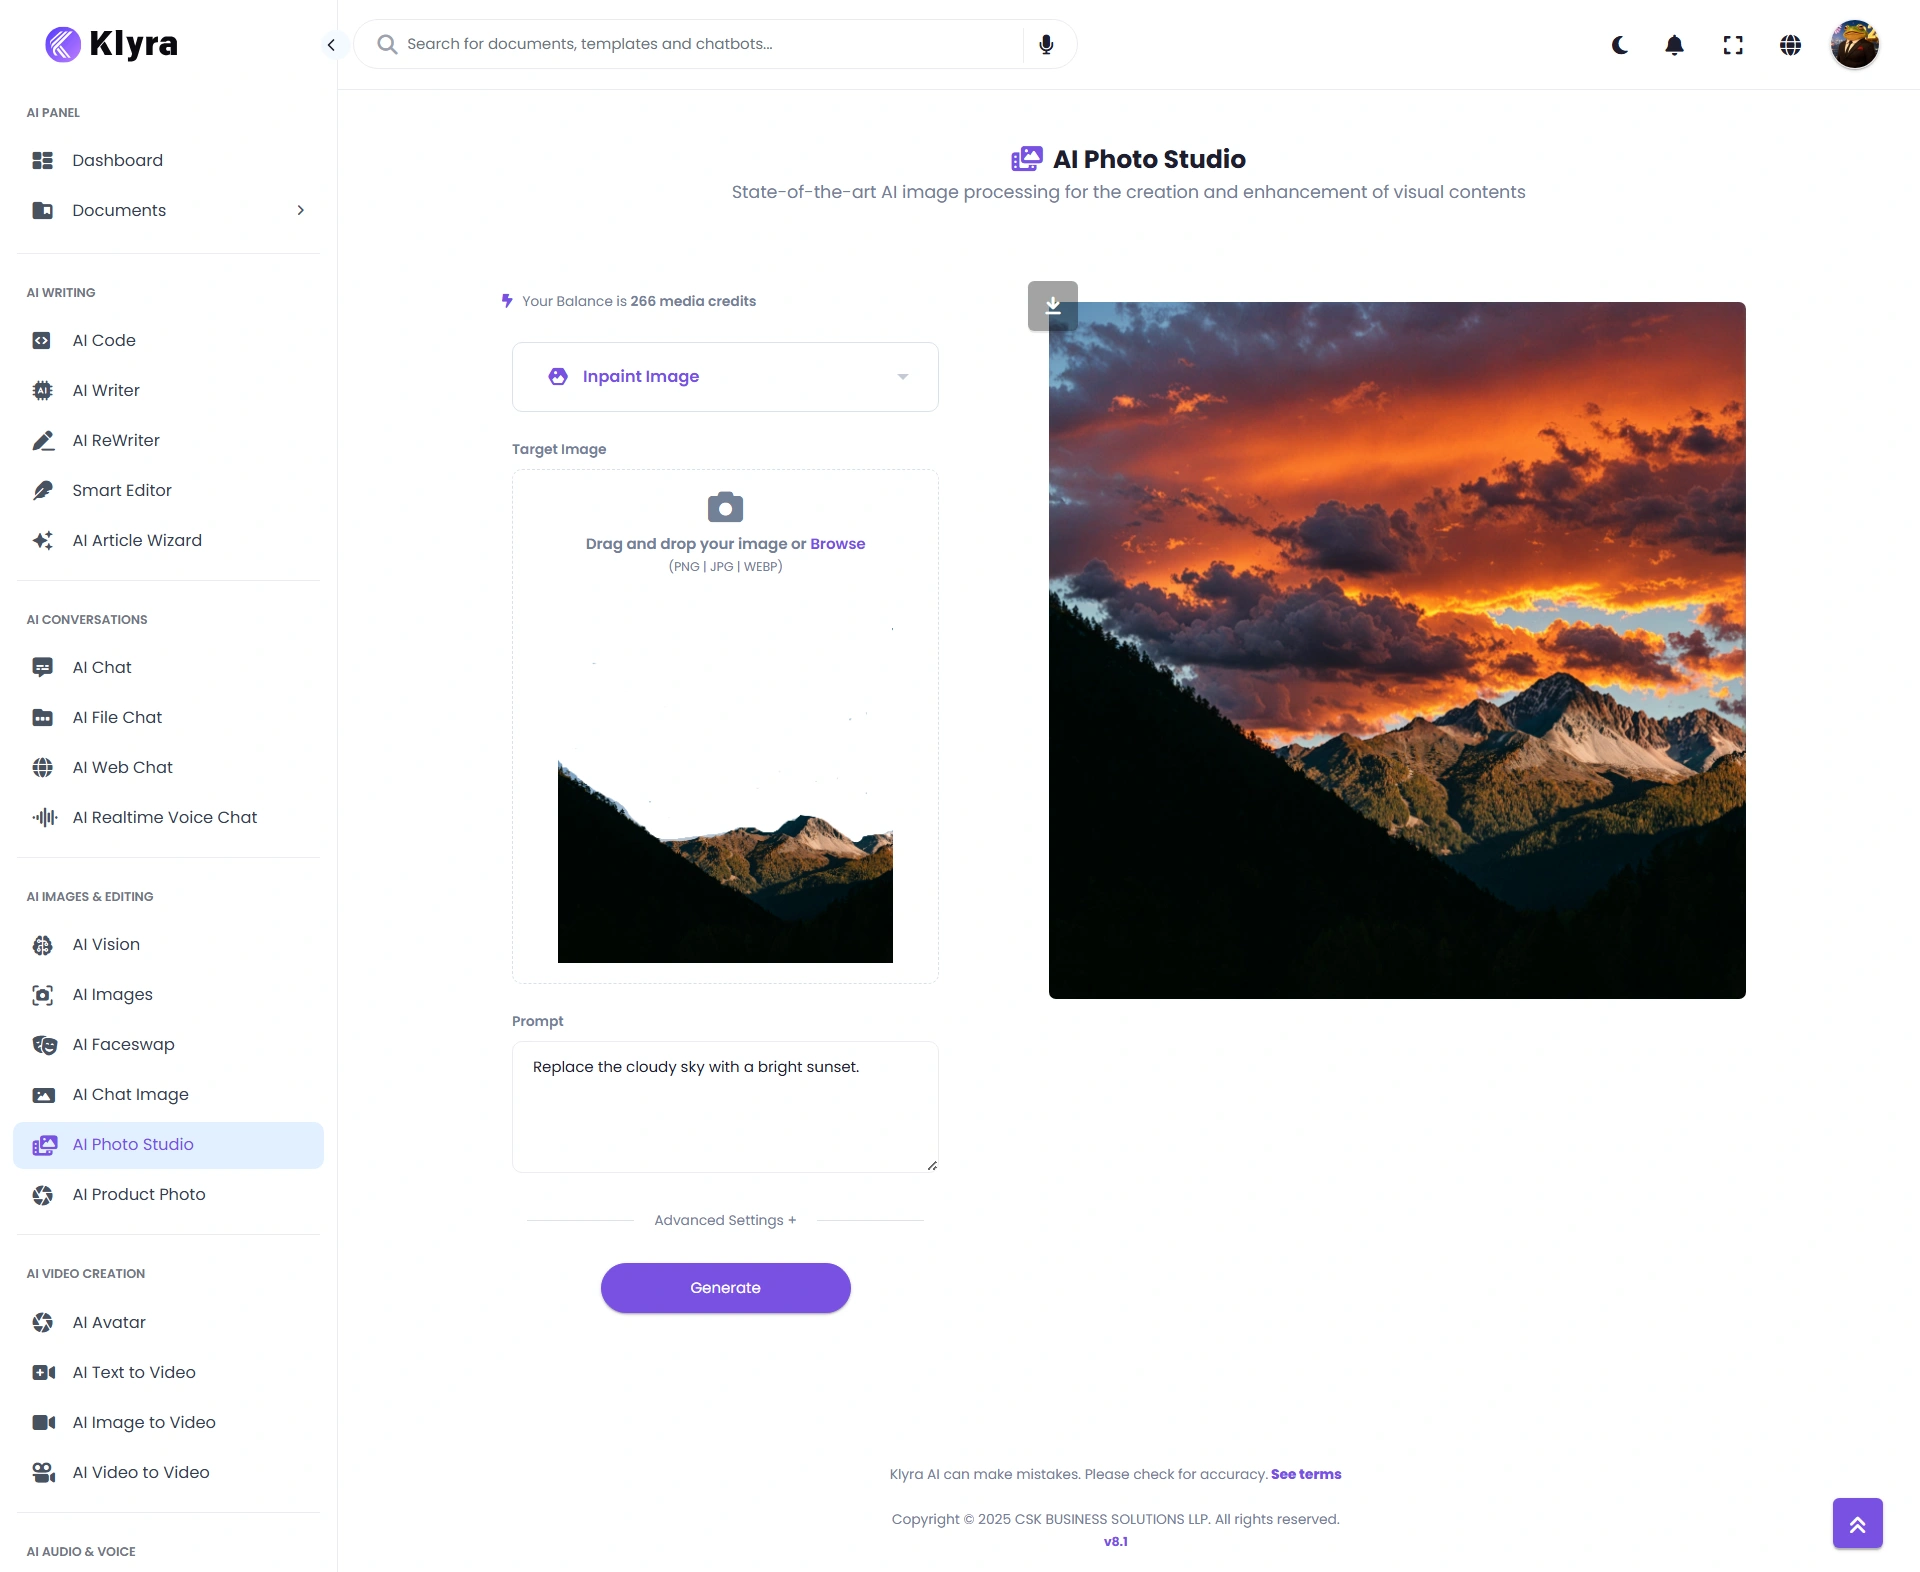 Klyra
Search for documents, templates and chatbots...
AI PANEL
Dashboard
Documents
AI WRITING
AI Code
AI Writer
AI ReWriter
Smart Editor
AI Article Wizard
AI CONVERSATIONS
AI Chat
AI File Chat
AI Web Chat
AI Realtime Voice Chat
AI IMAGES & EDITING
AI Vision
AI Images
AI Faceswap
AI Chat Image
AI Photo Studio
AI Product Photo
AI VIDEO CREATION
AI Avatar
AI Text to Video
AI Image to Video
AI Video to Video
AI AUDIO & VOICE
AI Photo Studio
State-of-the-art AI image processing for the creation and enhancement of visual contents
Your Balance is 266 media credits
Inpaint Image
Target Image
Drag and drop your image or Browse
(PNG | JPG | WEBP)
Prompt
Replace the cloudy sky with a bright sunset.
Advanced Settings +
Generate
Klyra AI can make mistakes. Please check for accuracy. See terms
Copyright © 2025 CSK BUSINESS SOLUTIONS LLP. All rights reserved.
v8.1